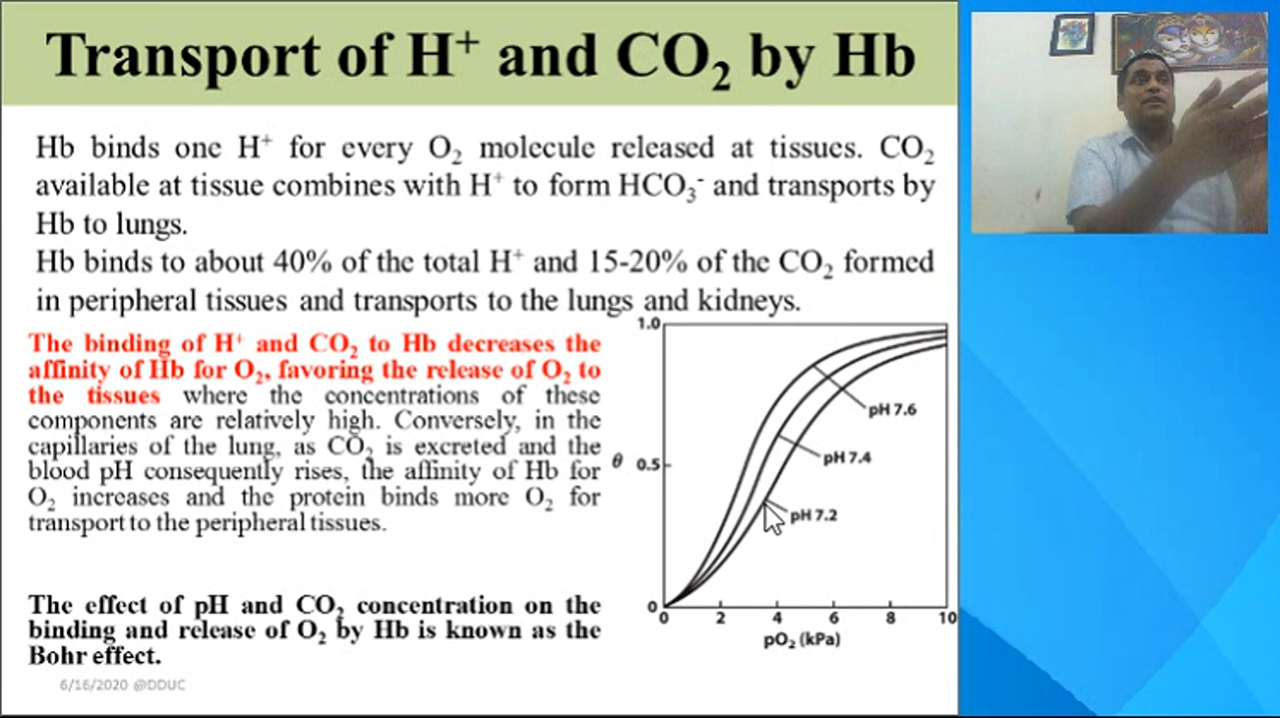 Transport of H⁺ and CO₂ by Hb
Hb binds one H⁺ for every O₂ molecule released at tissues. CO₂
available at tissue combines with H⁺ to form HCO₃⁻ and transports by
Hb to lungs.
Hb binds to about 40% of the total H⁺ and 15-20% of the CO₂ formed
in peripheral tissues and transports to the lungs and kidneys.
The binding of H⁺ and CO₂ to Hb decreases the
affinity of Hb for O₂, favoring the release of O₂ to
the tissues where the concentrations of these
components are relatively high. Conversely, in the
capillaries of the lung, as CO₂ is excreted and the
blood pH consequently rises, the affinity of Hb for
O₂ increases and the protein binds more O₂ for
transport to the peripheral tissues.
The effect of pH and CO₂ concentration on the
binding and release of O₂ by Hb is known as the
Bohr effect.
6/16/2020 @DDUC
1.0
θ 0.5
0
pH 7.6
pH 7.4
pH 7.2
0 2 4 6 8 10
pO₂ (kPa)